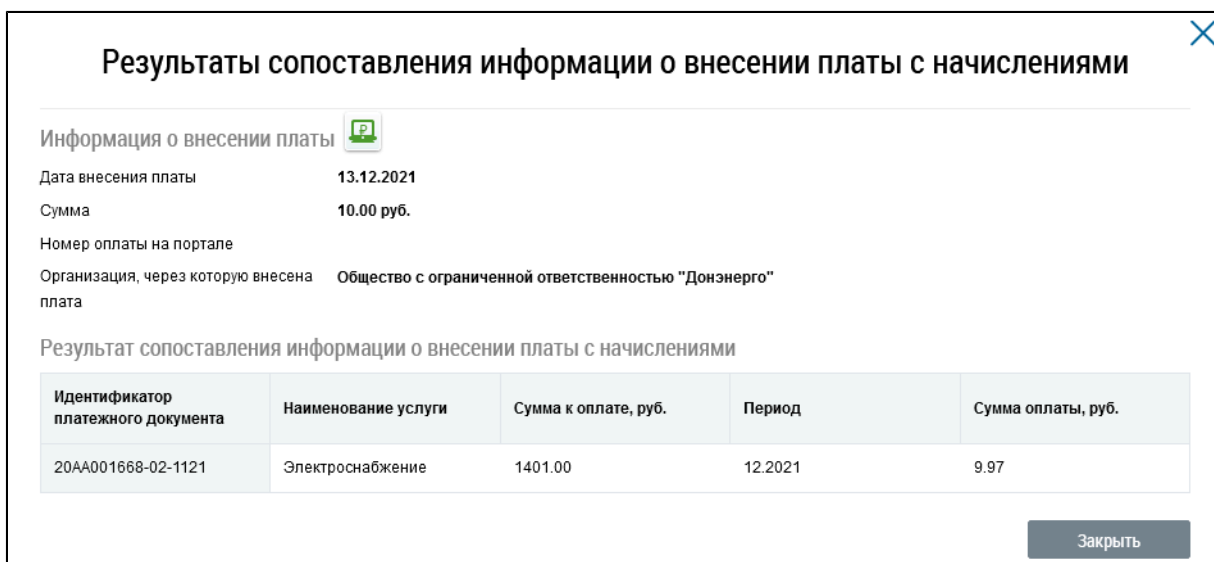 Результаты сопоставления информации о внесении платы с начислениями
Информация о внесении платы
Дата внесения платы 13.12.2021
Сумма 10.00 руб.
Номер оплаты на портале
Организация, через которую внесена плата Общество с ограниченной ответственностью "Донэнерго"
Результат сопоставления информации о внесении платы с начислениями
Идентификатор платежного документа Наименование услуги Сумма к оплате, руб. Период Сумма оплаты, руб.
20АА001668-02-1121 Электроснабжение 1401.00 12.2021 9.97
Закрыть